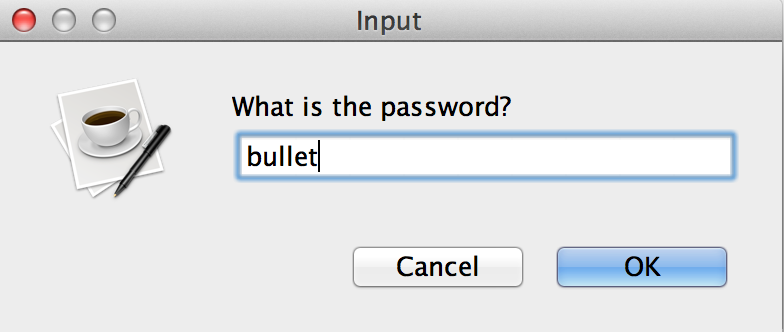 Input
What is the password?
bullet
Cancel OK